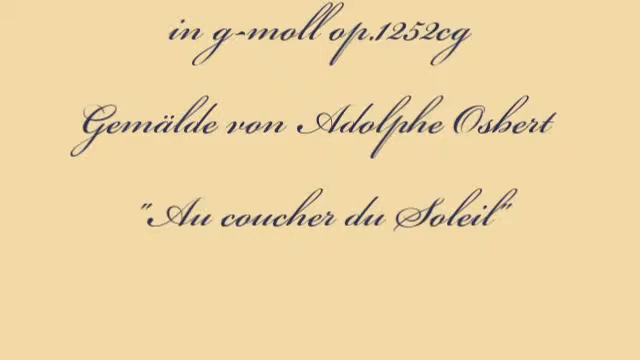 in g-moll op.1252cg
Gemälde von Adolphe Osbert
"Au coucher du Soleil"